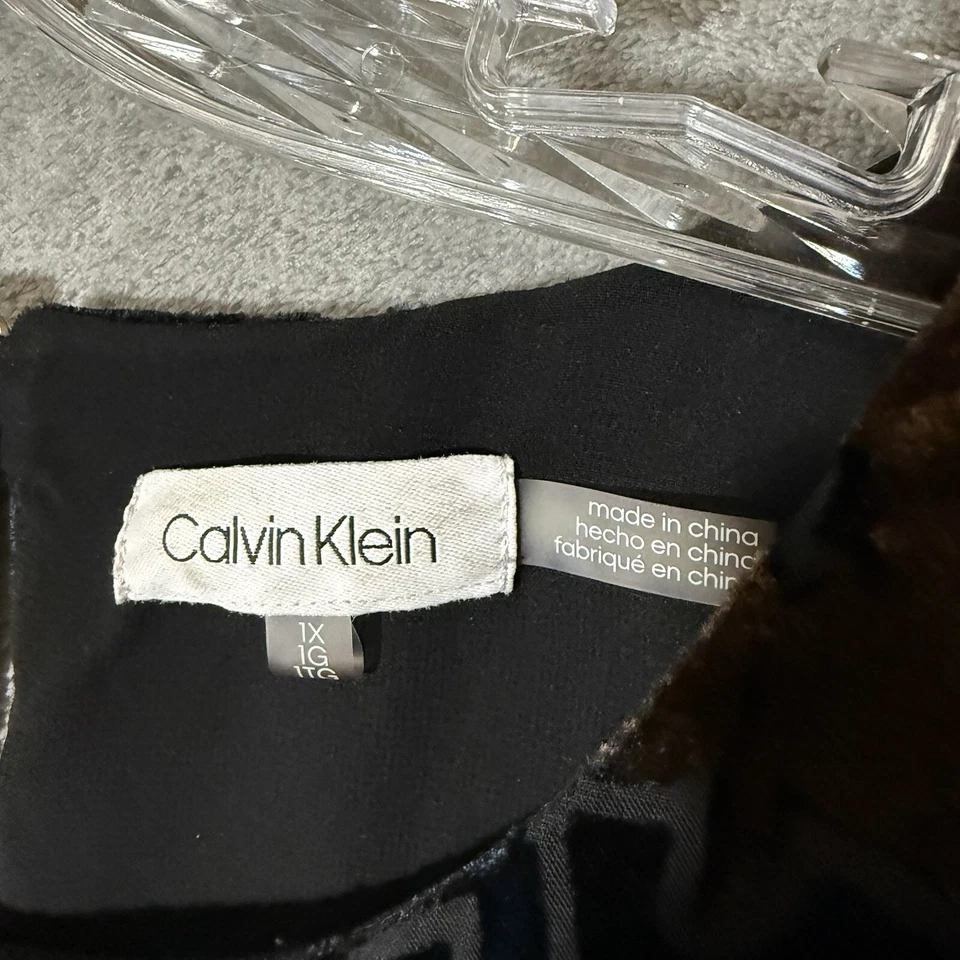 Calvin Klein
made in china
hecho en china
fabriqué en chin
1X
1G
1TG